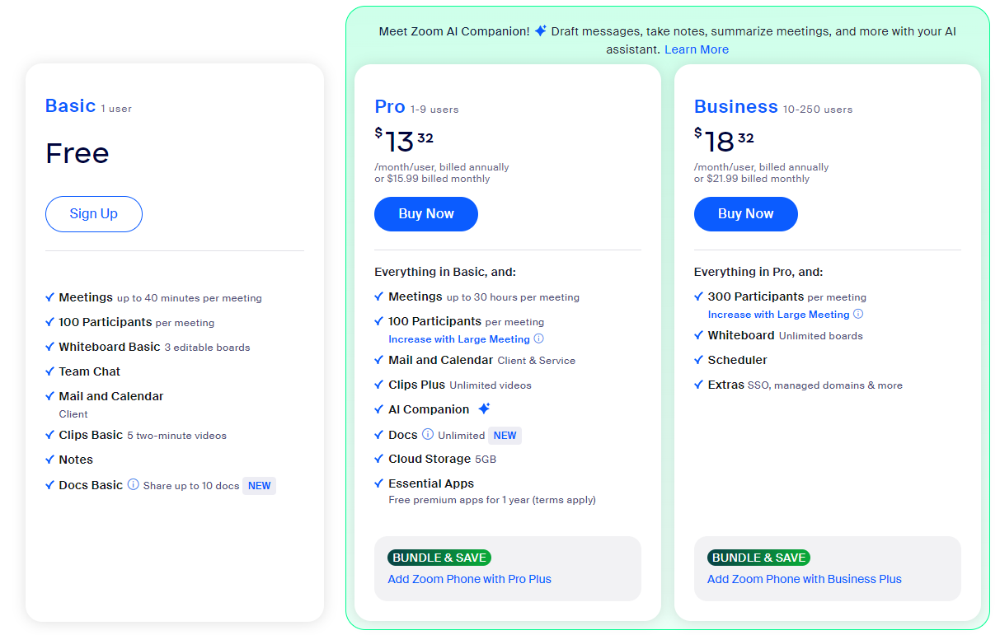 Meet Zoom AI Companion! Draft messages, take notes, summarize meetings, and more with your AI
assistant. Learn More
Basic 1 user
Free
Sign Up
Meetings up to 40 minutes per meeting
100 Participants per meeting
Whiteboard Basic 3 editable boards
Team Chat
Mail and Calendar
Client
Clips Basic 5 two-minute videos
Notes
Docs Basic Share up to 10 docs NEW
Pro 1-9 users
$13 32
/month/user, billed annually
or $15.99 billed monthly
Buy Now
Everything in Basic, and:
Meetings up to 30 hours per meeting
100 Participants per meeting
Increase with Large Meeting
Mail and Calendar Client & Service
Clips Plus Unlimited videos
AI Companion
Docs Unlimited NEW
Cloud Storage 5GB
Essential Apps
Free premium apps for 1 year (terms apply)
BUNDLE & SAVE
Add Zoom Phone with Pro Plus
Business 10-250 users
$18 32
/month/user, billed annually
or $21.99 billed monthly
Buy Now
Everything in Pro, and:
300 Participants per meeting
Increase with Large Meeting
Whiteboard Unlimited boards
Scheduler
Extras SSO, managed domains & more
BUNDLE & SAVE
Add Zoom Phone with Business Plus